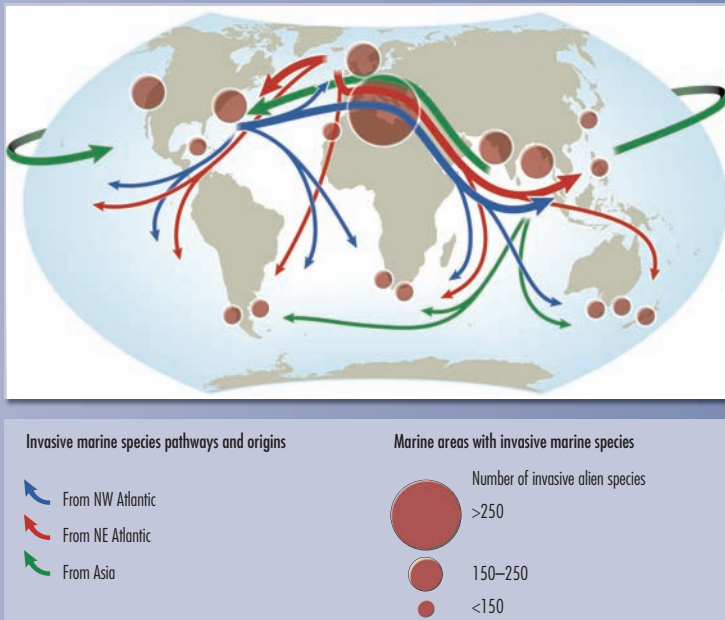 Invasive marine species pathways and origins
From NW Atlantic
From NE Atlantic
From Asia
Marine areas with invasive marine species
Number of invasive alien species
>250
150–250
<150